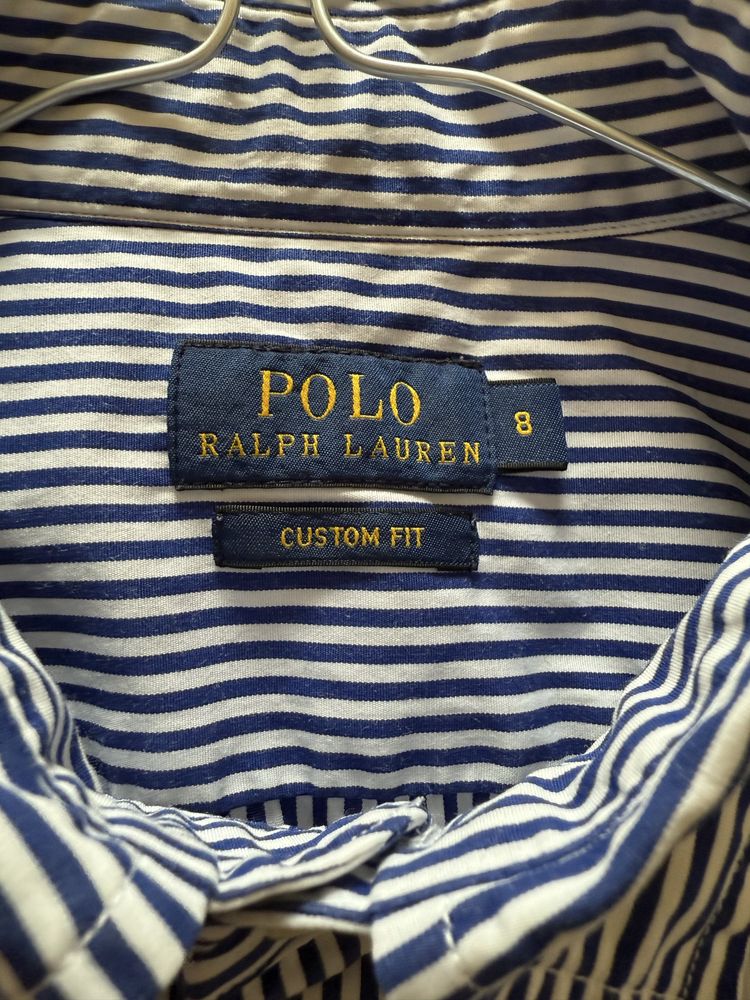 POLO
RALPH LAUREN
8
CUSTOM FIT